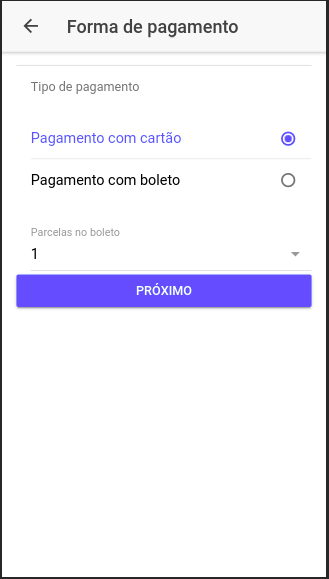 Forma de pagamento
Tipo de pagamento
Pagamento com cartão
Pagamento com boleto
Parcelas no boleto
1
PRÓXIMO